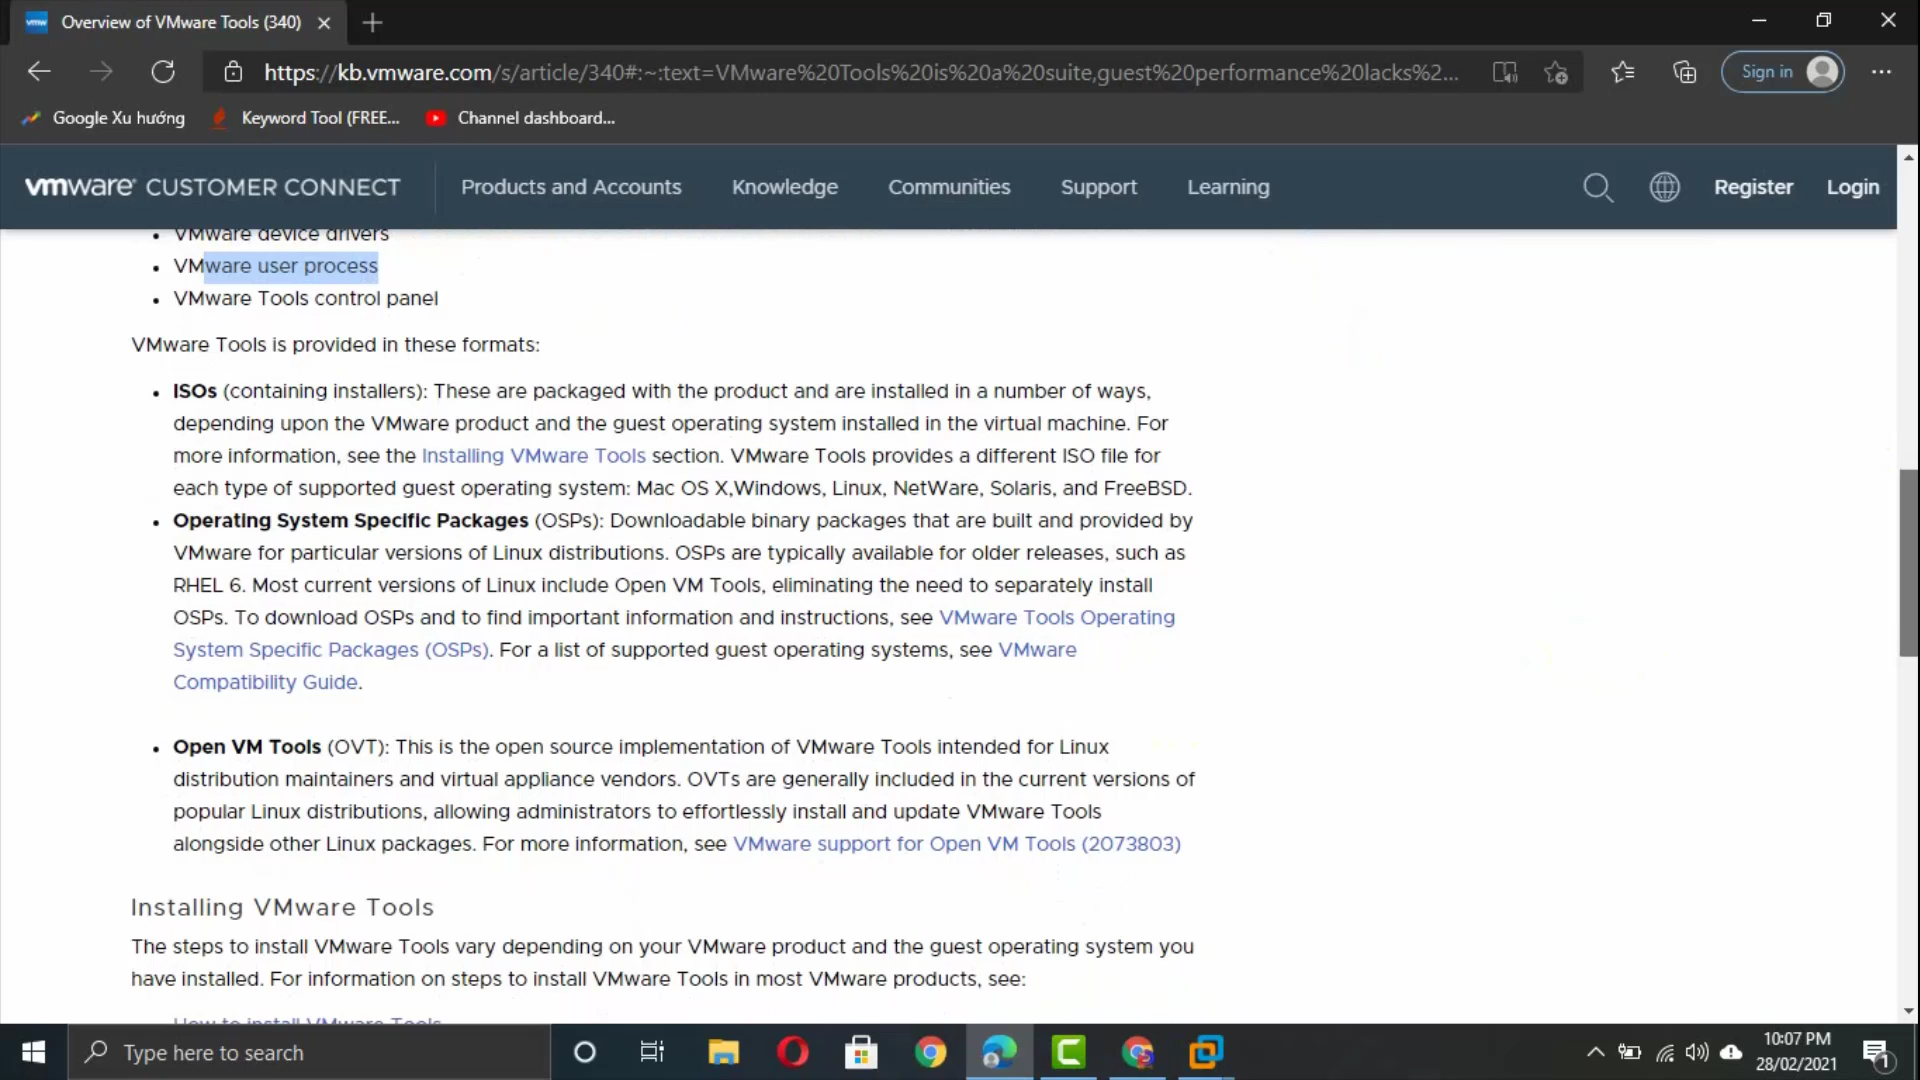 vmw Overview of VMware Tools (340)
https://kb.vmware.com/s/article/340#:~:text=VMware%20Tools%20is%20a%20suite,guest%20performance%20lacks%2...
Sign in
Google Xu hướng
Keyword Tool (FREE...
Channel dashboard...
vmware® CUSTOMER CONNECT
Products and Accounts
Knowledge
Communities
Support
Learning
Register
Login
• VMware device drivers
• VMware user process
• VMware Tools control panel
VMware Tools is provided in these formats:
• ISOs (containing installers): These are packaged with the product and are installed in a number of ways,
depending upon the VMware product and the guest operating system installed in the virtual machine. For
more information, see the Installing VMware Tools section. VMware Tools provides a different ISO file for
each type of supported guest operating system: Mac OS X,Windows, Linux, NetWare, Solaris, and FreeBSD.
• Operating System Specific Packages (OSPs): Downloadable binary packages that are built and provided by
VMware for particular versions of Linux distributions. OSPs are typically available for older releases, such as
RHEL 6. Most current versions of Linux include Open VM Tools, eliminating the need to separately install
OSPs. To download OSPs and to find important information and instructions, see VMware Tools Operating
System Specific Packages (OSPs). For a list of supported guest operating systems, see VMware
Compatibility Guide.
• Open VM Tools (OVT): This is the open source implementation of VMware Tools intended for Linux
distribution maintainers and virtual appliance vendors. OVTs are generally included in the current versions of
popular Linux distributions, allowing administrators to effortlessly install and update VMware Tools
alongside other Linux packages. For more information, see VMware support for Open VM Tools (2073803)
Installing VMware Tools
The steps to install VMware Tools vary depending on your VMware product and the guest operating system you
have installed. For information on steps to install VMware Tools in most VMware products, see:
How to install VMware Tools
Type here to search
10:07 PM
28/02/2021
1